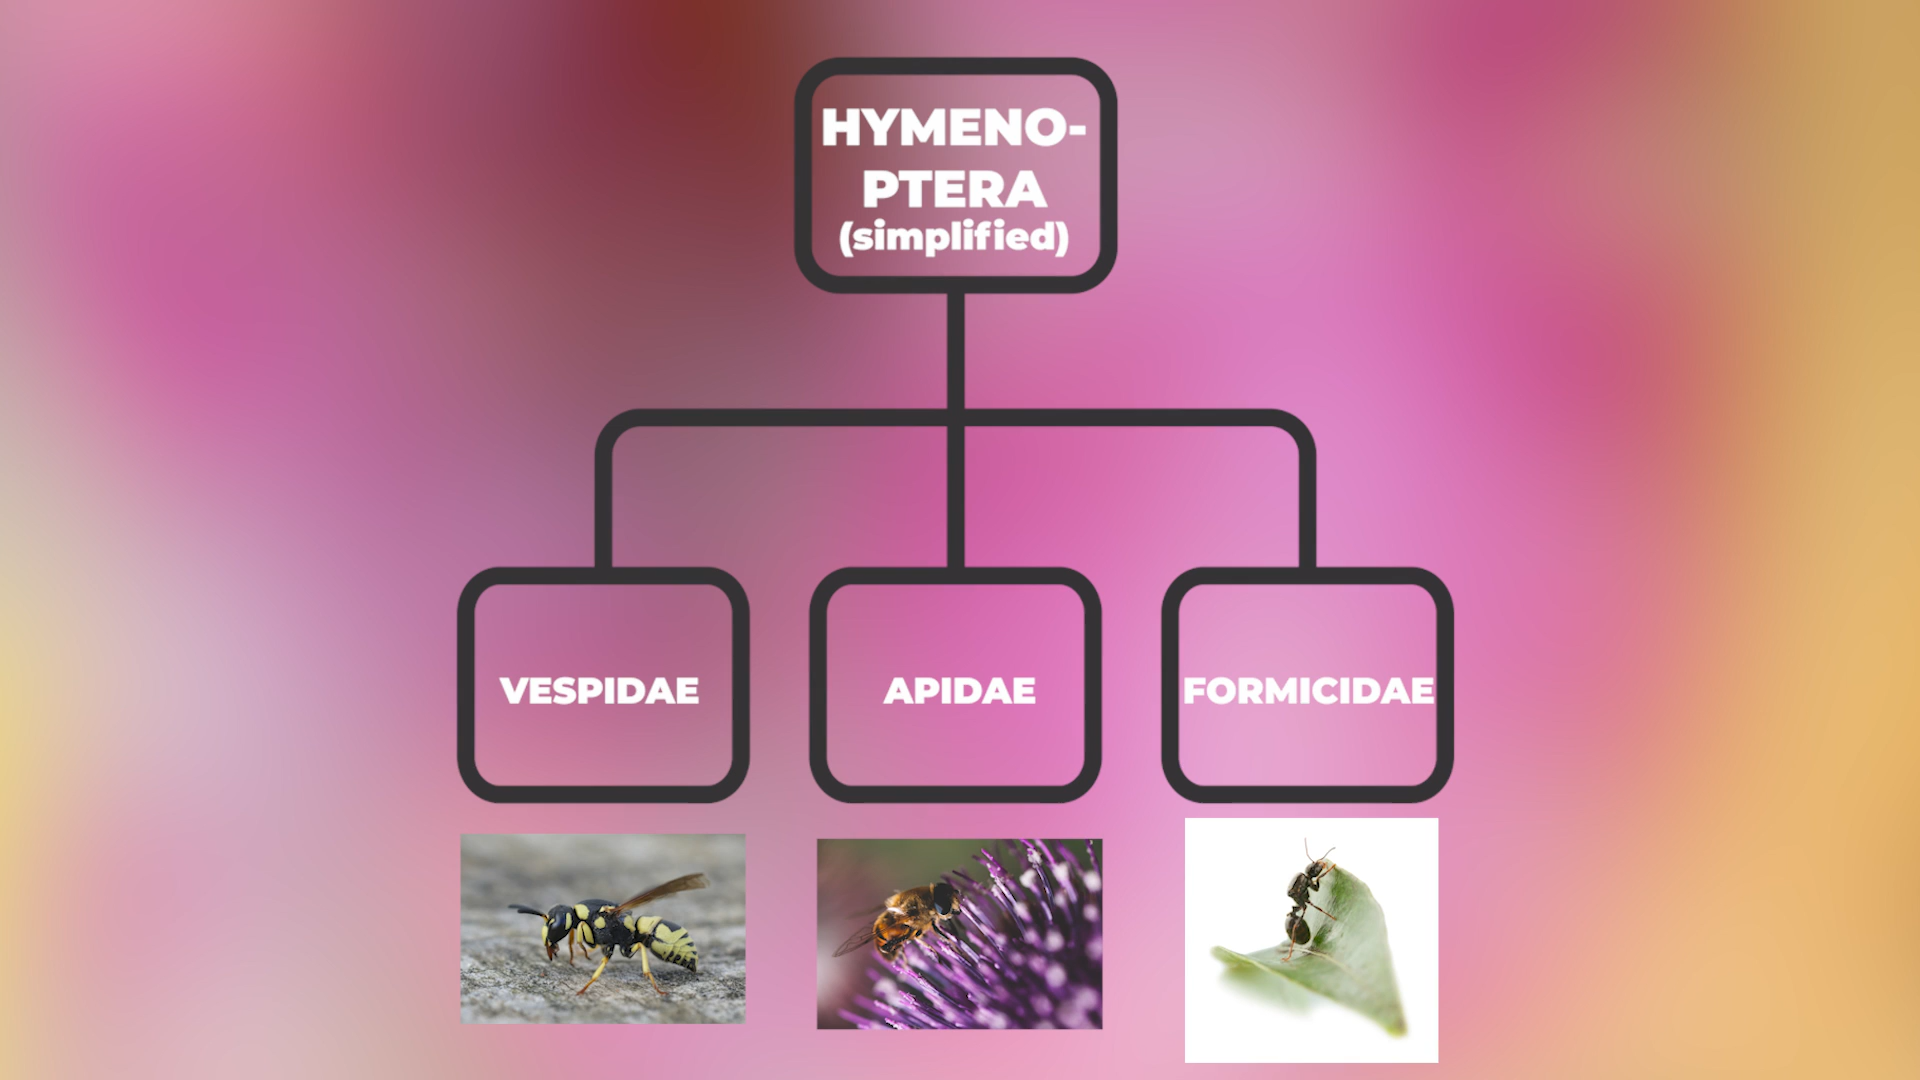 HYMENO-
PTERA
(simplified)
VESPIDAE
APIDAE
FORMICIDAE